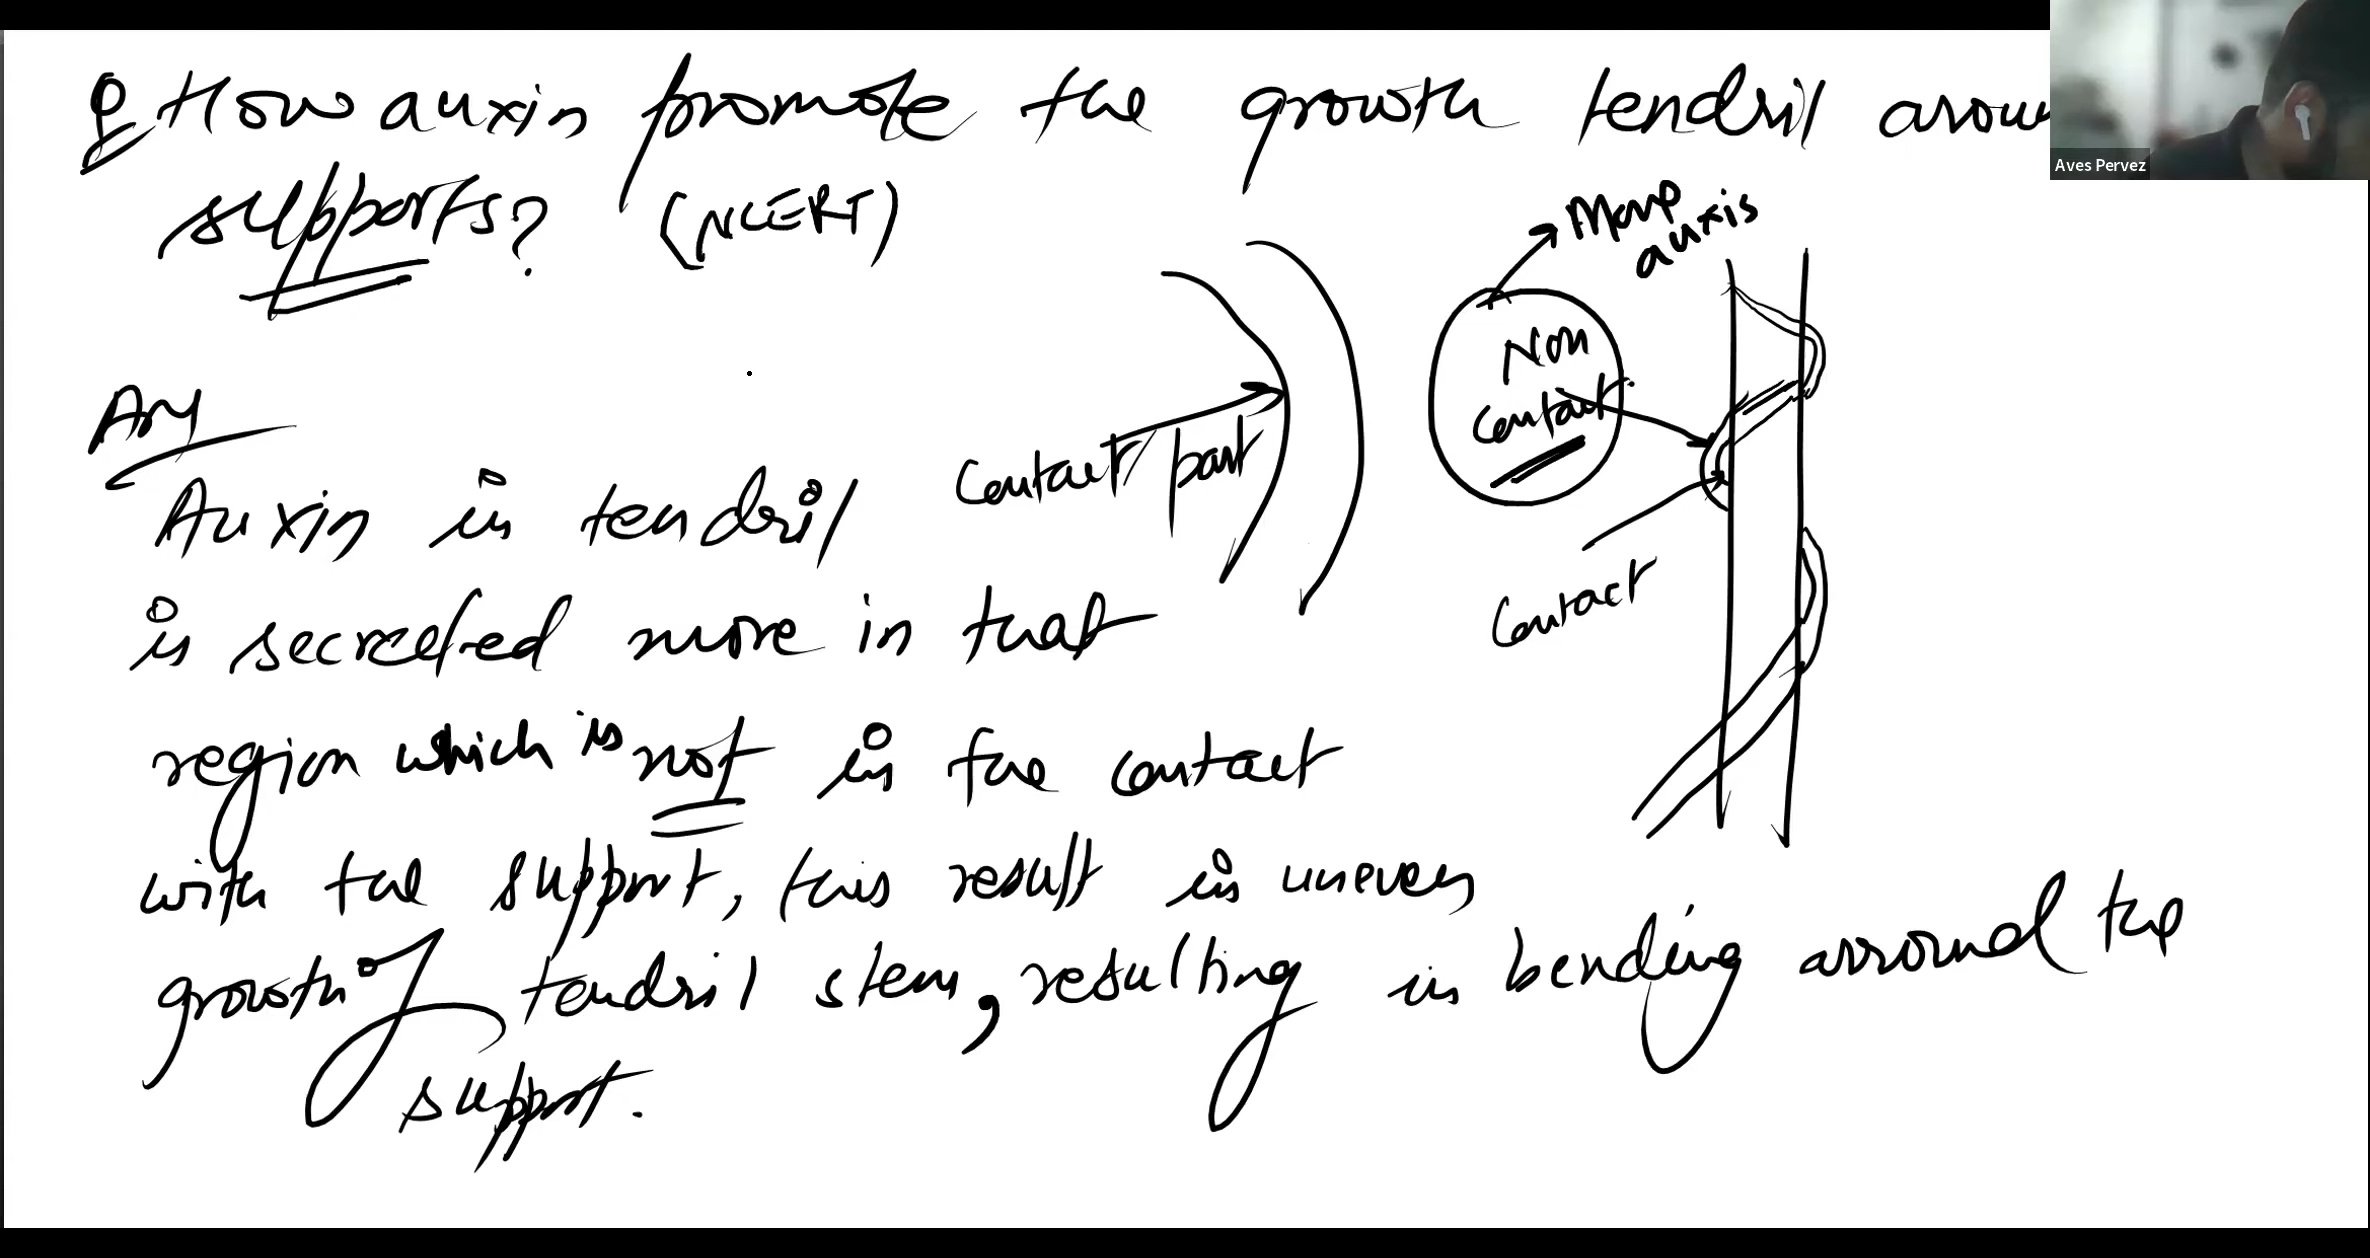 Q How auxin promote the growth tendril arou
supports? (NCERT)
More
auxin
Non
contact
Contact part
Contact
Ans
Auxin in tendril
is secreted more in that
region which is not in the contact
with the support, this result in uneven
growth of tendril stem, resulting in bending arround the
support.
Aves Pervez